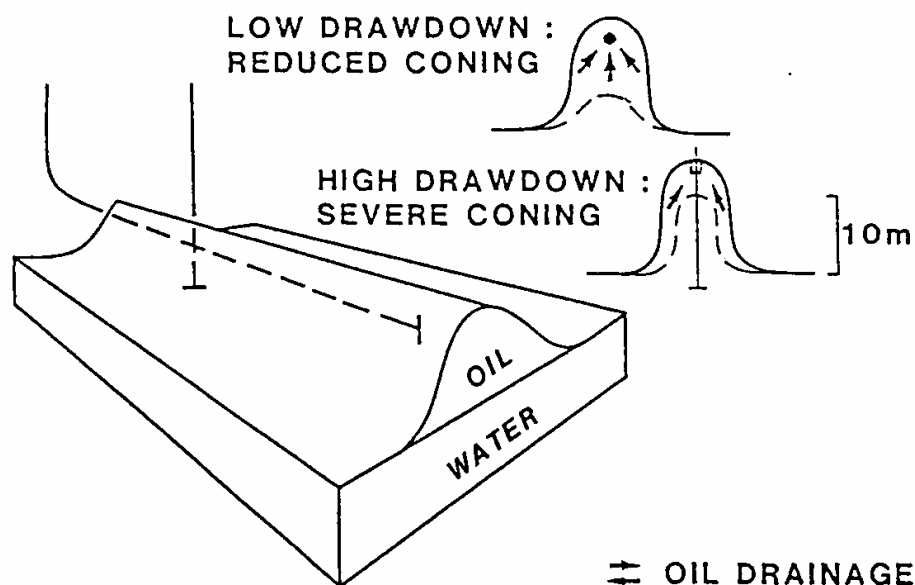 LOW DRAWDOWN :
REDUCED CONING
HIGH DRAWDOWN :
SEVERE CONING
10m
OIL
WATER
OIL DRAINAGE